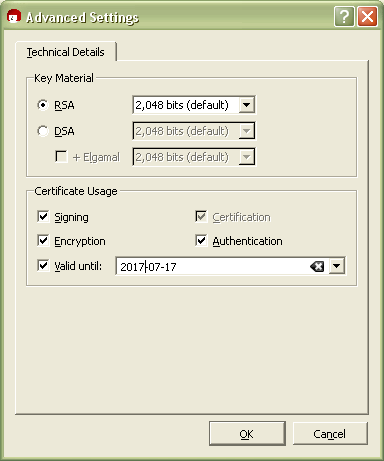 Advanced Settings
Technical Details
Key Material
RSA 2,048 bits (default)
DSA 2,048 bits (default)
+ Elgamal 2,048 bits (default)
Certificate Usage
Signing Certification
Encryption Authentication
Valid until: 2017-07-17
OK Cancel